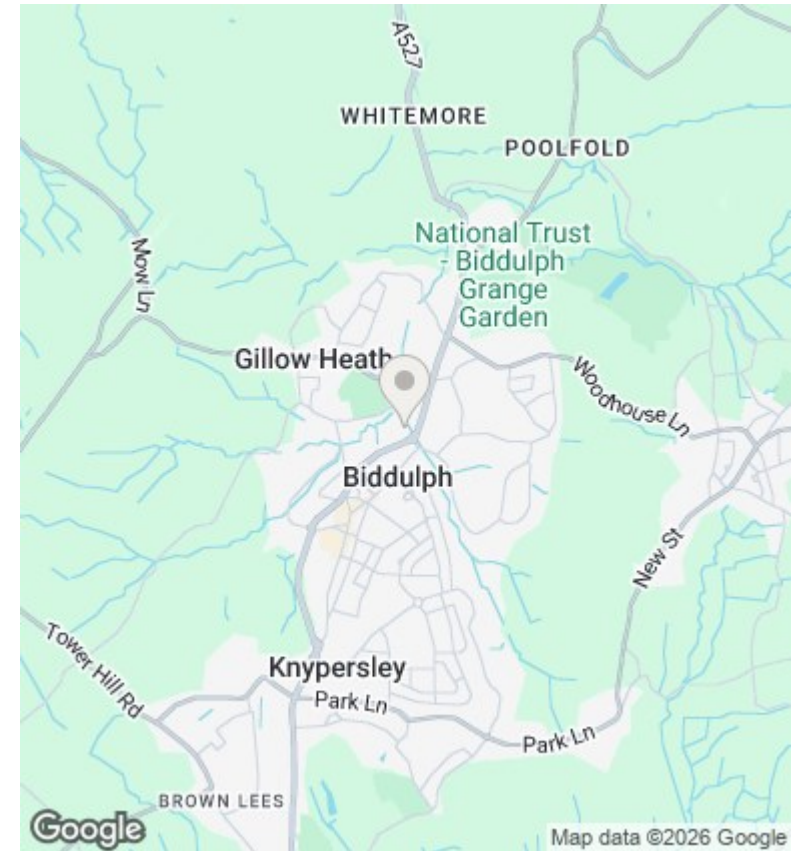 A527
WHITEMORE
POOLFOLD
National Trust
- Biddulph
Grange
Garden
Mow Ln
Gillow Heath
Woodhouse Ln
Biddulph
New St
Tower Hill Rd
Knypersley
Park Ln
Park Ln
BROWN LEES
Google
Map data ©2026 Google